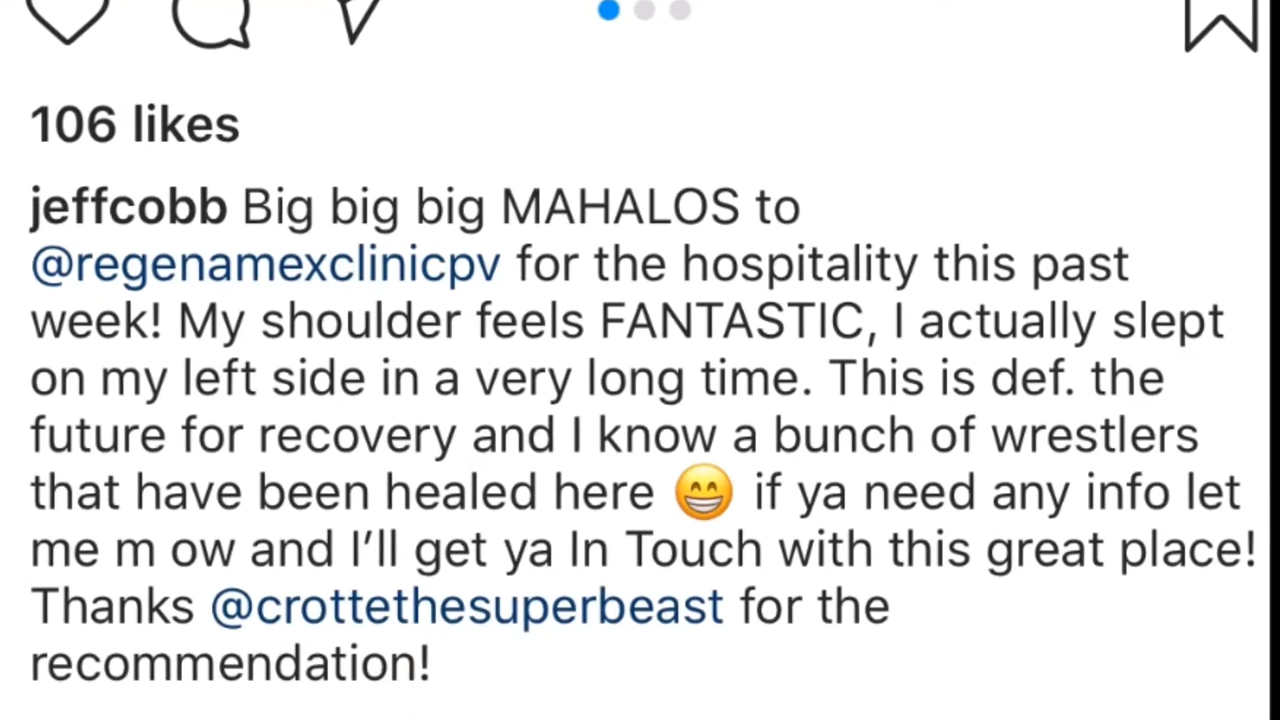 106 likes
jeffcobb Big big big MAHALOS to
@regenamexclinicpv for the hospitality this past
week! My shoulder feels FANTASTIC, I actually slept
on my left side in a very long time. This is def. the
future for recovery and I know a bunch of wrestlers
that have been healed here 😁 if ya need any info let
me m ow and I’ll get ya In Touch with this great place!
Thanks @crottethesuperbeast for the
recommendation!